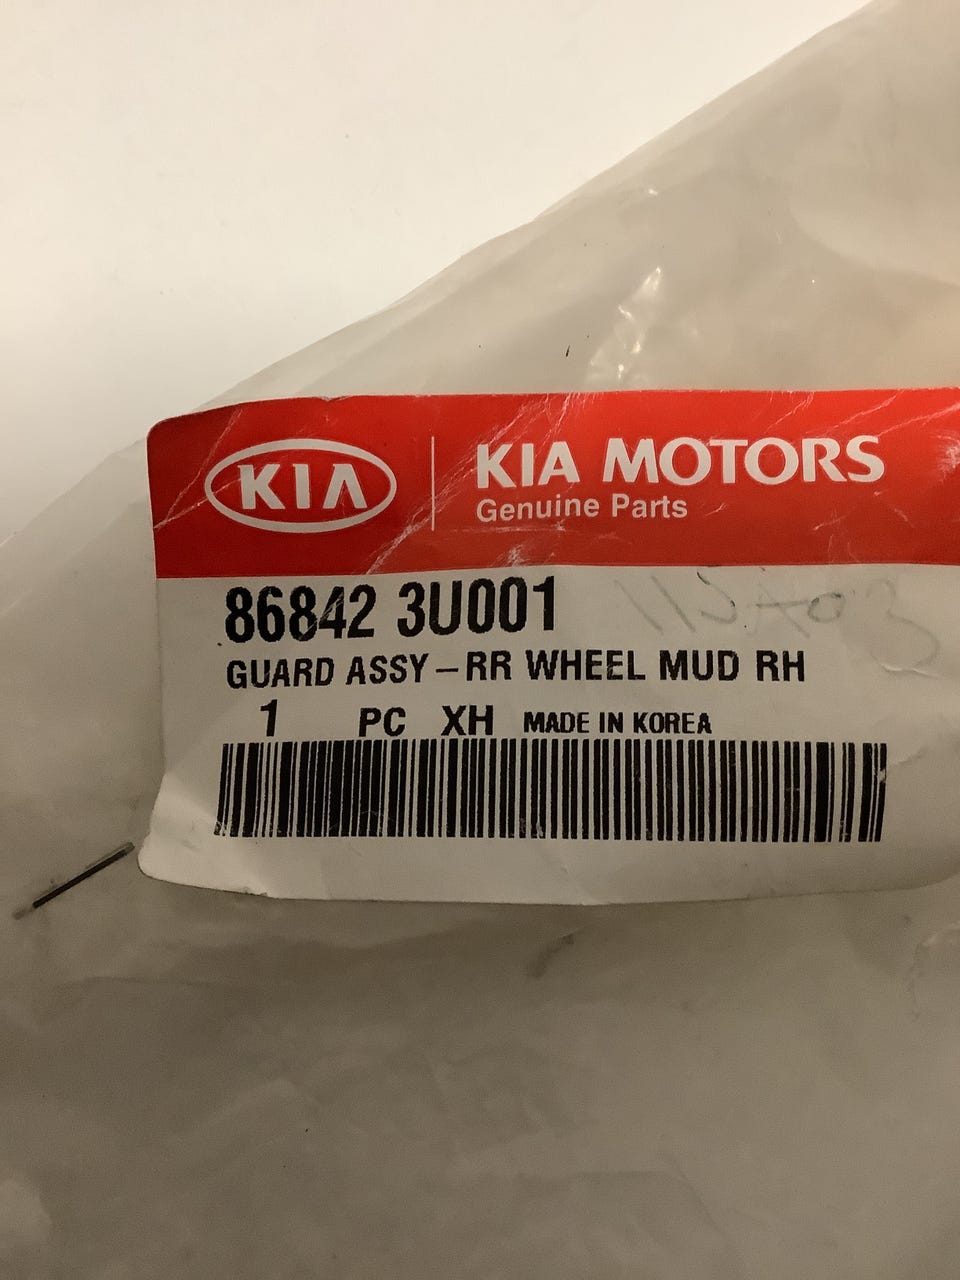 KIA
KIA MOTORS
Genuine Parts
86842 3U001
GUARD ASSY-RR WHEEL MUD RH
1 PC XH MADE IN KOREA